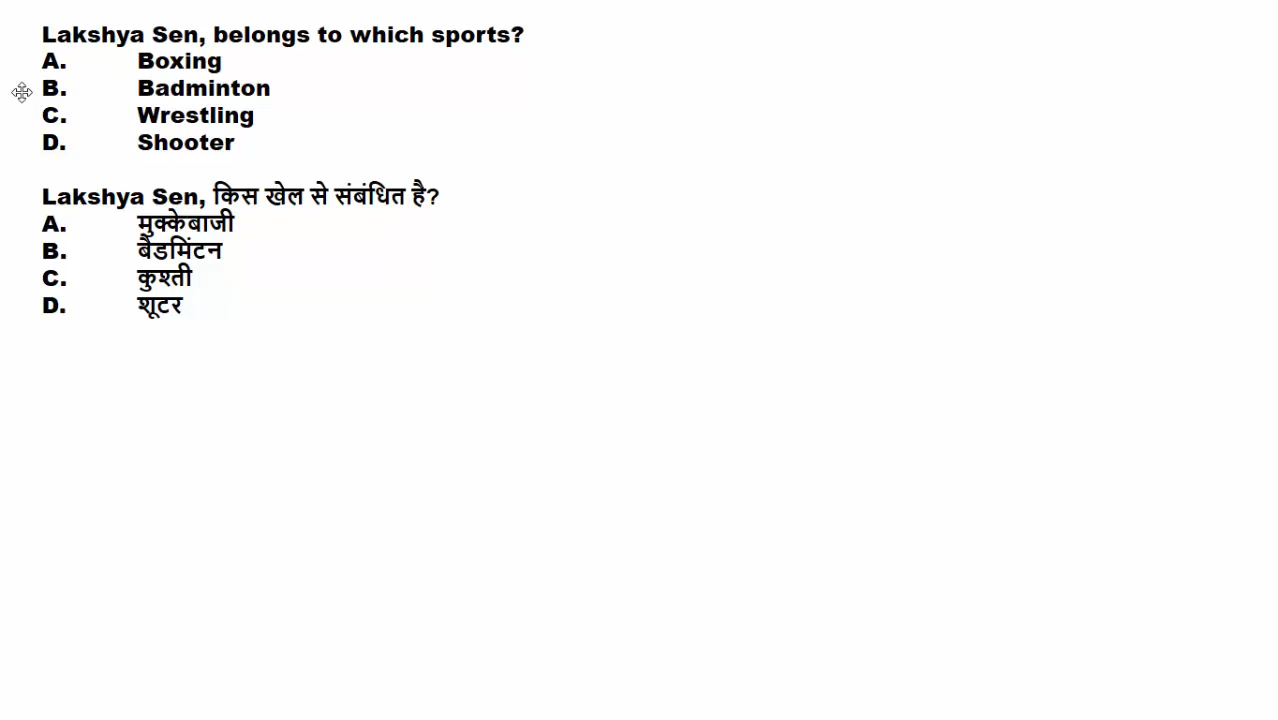 Lakshya Sen, belongs to which sports?
A. Boxing
B. Badminton
C. Wrestling
D. Shooter
Lakshya Sen, किस खेल से संबंधित है?
A. मुक्केबाजी
B. बैडमिंटन
C. कुश्ती
D. शूटर